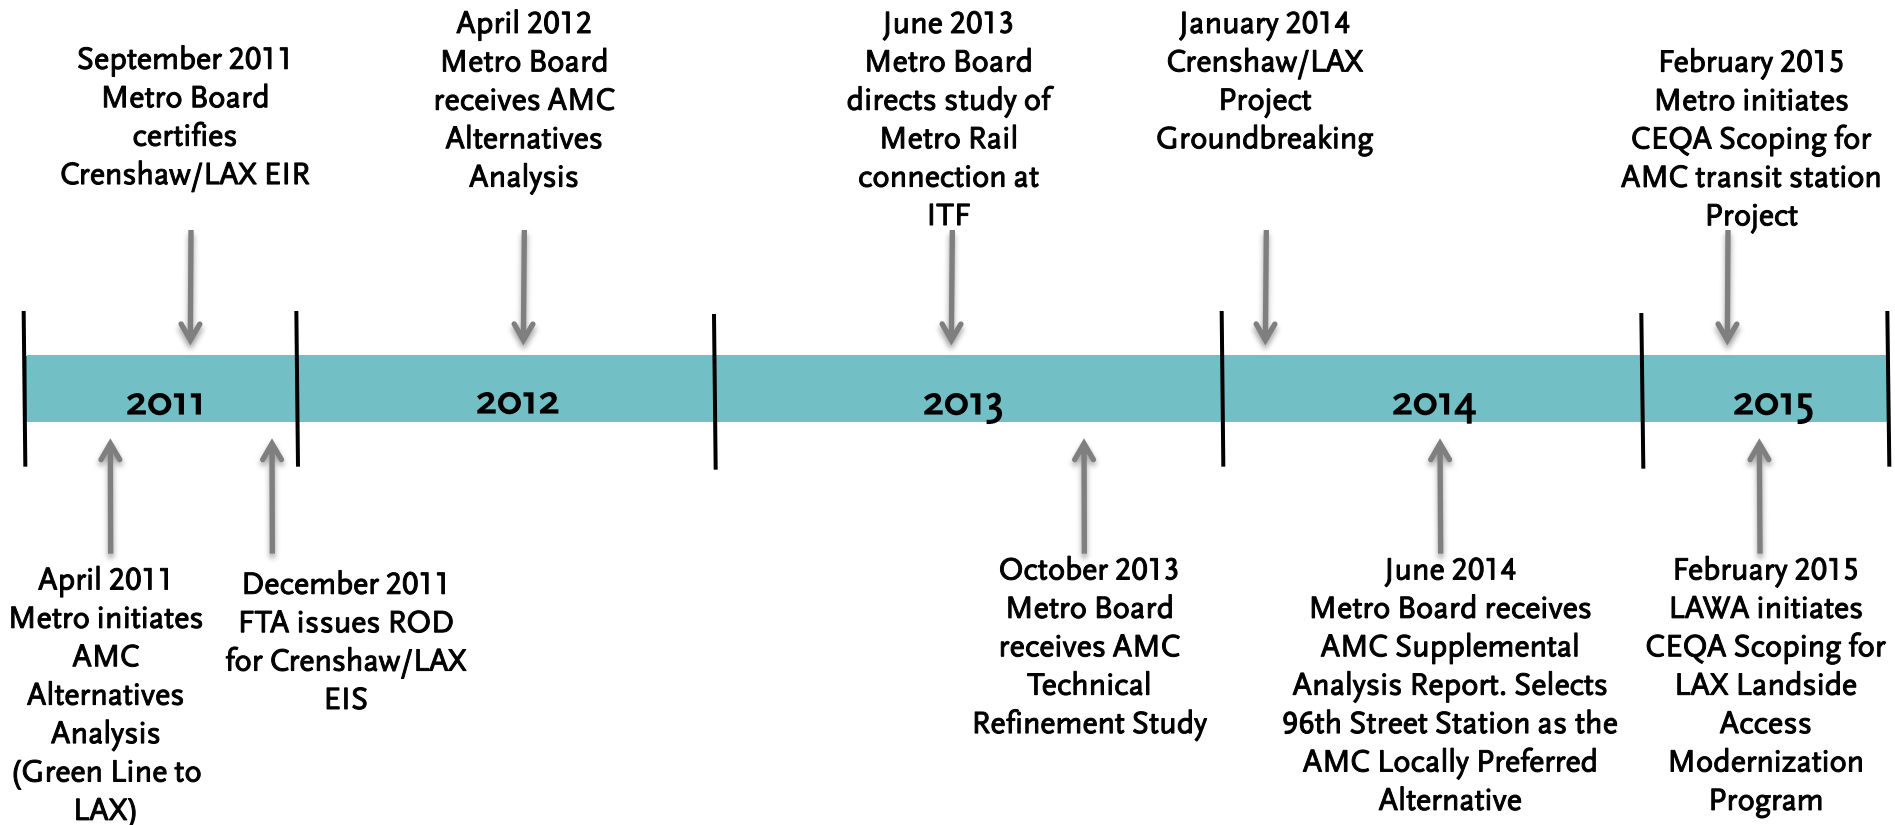 September 2011
Metro Board
certifies
Crenshaw/LAX EIR
April 2012
Metro Board
receives AMC
Alternatives
Analysis
June 2013
Metro Board
directs study of
Metro Rail
connection at
ITF
January 2014
Crenshaw/LAX
Project
Groundbreaking
February 2015
Metro initiates
CEQA Scoping for
AMC transit station
Project
2011
2012
2013
2014
2015
April 2011
Metro initiates
AMC
Alternatives
Analysis
(Green Line to
LAX)
December 2011
FTA issues ROD
for Crenshaw/LAX
EIS
October 2013
Metro Board
receives AMC
Technical
Refinement Study
June 2014
Metro Board receives
AMC Supplemental
Analysis Report. Selects
96th Street Station as the
AMC Locally Preferred
Alternative
February 2015
LAWA initiates
CEQA Scoping for
LAX Landside
Access
Modernization
Program